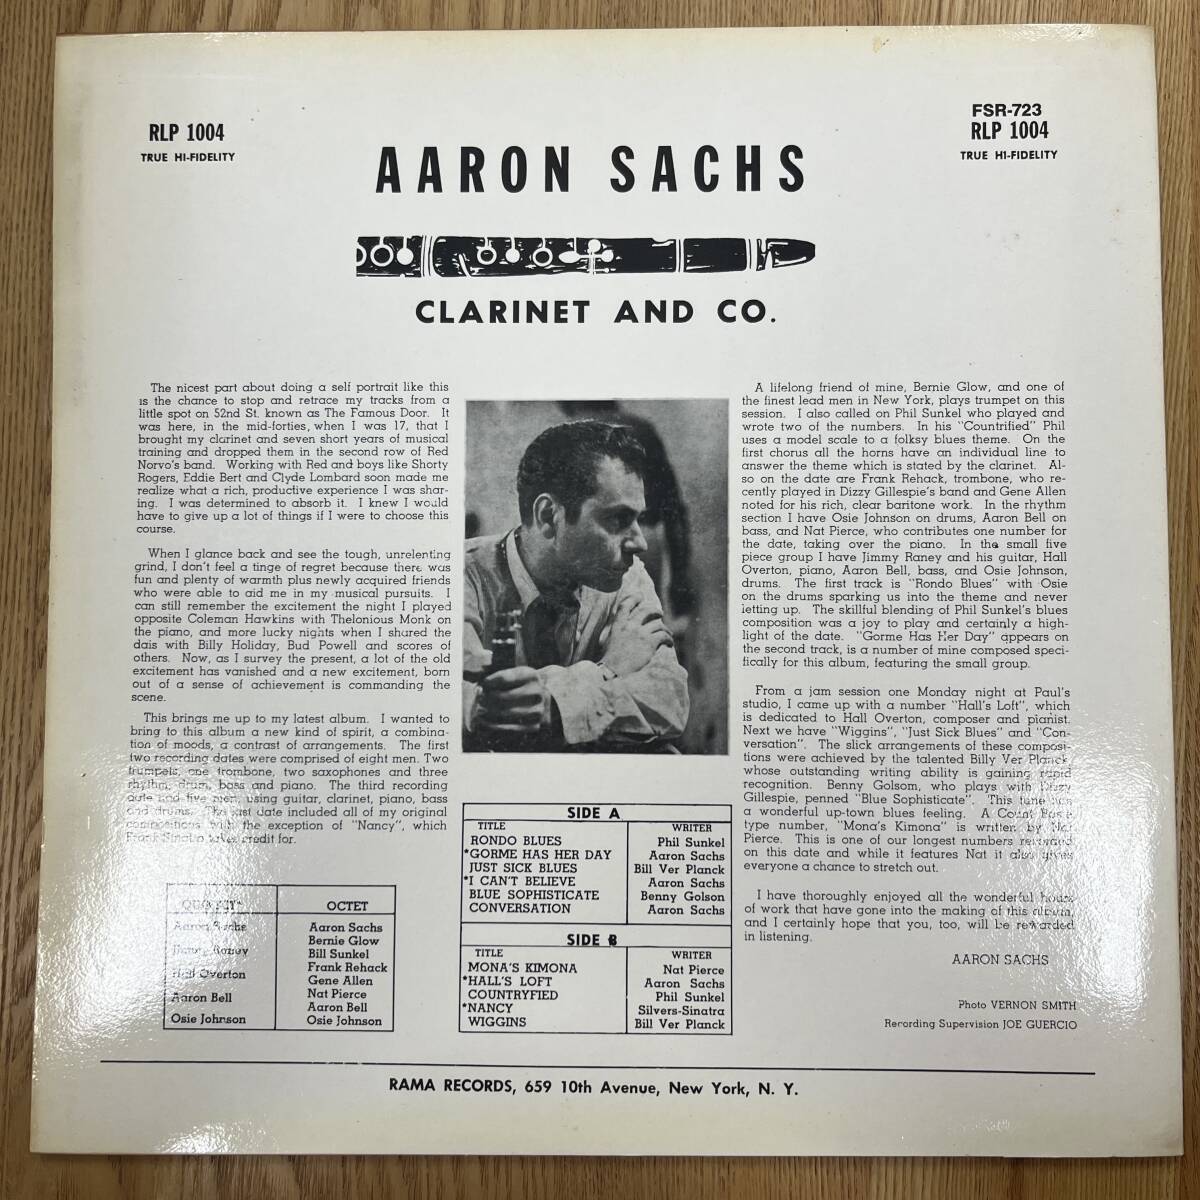 RLP 1004
TRUE HI-FIDELITY
FSR-723
RLP 1004
TRUE HI-FIDELITY
AARON SACHS
CLARINET AND CO.
The nicest part about doing a self portrait like this
is the chance to stop and retrace my tracks from a
little spot on 52nd St. known as The Famous Door. It
was here, in the mid-forties, when I was 17, that I
brought my clarinet and seven short years of musical
training and dropped them in the second row of Red
Norvo's band. Working with Red and boys like Shorty
Rogers, Eddie Bert and Clyde Lombard soon made me
realize what a rich, productive experience I was shar-
ing. I was determined to absorb it. I knew I would
have to give up a lot of things if I were to choose this
course.
When I glance back and see the tough, unrelenting
grind, I don't feel a tinge of regret because there was
fun and plenty of warmth plus newly acquired friends
who were able to aid me in my musical pursuits. I
can still remember the excitement the night I played
opposite Coleman Hawkins with Thelonious Monk on
the piano, and more lucky nights when I shared the
dais with Billy Holiday, Bud Powell and scores of
others. Now, as I survey the present, a lot of the old
excitement has vanished and a new excitement, born
out of a sense of achievement is commanding the
scene.
This brings me up to my latest album. I wanted to
bring to this album a new kind of spirit, a combina-
tion of moods, a contrast of arrangements. The first
two recording dates were comprised of eight men. Two
trumpets, one trombone, two saxophones and three
rhythm, drum, bass and piano. The third recording
date had five men, using guitar, clarinet, piano, bass
and drums. The last date included all of my original
compositions with the exception of "Nancy", which
Frank Sinatra takes credit for.
A lifelong friend of mine, Bernie Glow, and one of
the finest lead men in New York, plays trumpet on this
session. I also called on Phil Sunkel who played and
wrote two of the numbers. In his "Countrified" Phil
uses a model scale to a folksy blues theme. On the
first chorus all the horns have an individual line to
answer the theme which is stated by the clarinet. Al-
so on the date are Frank Rehack, trombone, who re-
cently played in Dizzy Gillespie's band and Gene Allen
noted for his rich, clear baritone work. In the rhythm
section I have Osie Johnson on drums, Aaron Bell on
bass, and Nat Pierce, who contributes one number for
the date, taking over the piano. In the small five
piece group I have Jimmy Raney and his guitar, Hall
Overton, piano, Aaron Bell, bass, and Osie Johnson,
drums. The first track is "Rondo Blues" with Osie
on the drums sparking us into the theme and never
letting up. The skillful blending of Phil Sunkel's blues
composition was a joy to play and certainly a high-
light of the date. "Gorme Has Her Day" appears on
the second track, is a number of mine composed speci-
fically for this album, featuring the small group.
From a jam session one Monday night at Paul's
studio, I came up with a number "Hall's Loft", which
is dedicated to Hall Overton, composer and pianist.
Next we have "Wiggins", "Just Sick Blues" and "Con-
versation". The slick arrangements of these composi-
tions were achieved by the talented Billy Ver Planck
whose outstanding writing ability is gaining rapid
recognition. Benny Golsom, who plays with Dizzy
Gillespie, penned "Blue Sophisticate". This tune has
a wonderful up-town blues feeling. A Count Basie
type number, "Mona's Kimona" is written by Nat
Pierce. This is one of our longest numbers recorded
on this date and while it features Nat it also gives
everyone a chance to stretch out.
I have thoroughly enjoyed all the wonderful hours
of work that have gone into the making of this album,
and I certainly hope that you, too, will be rewarded
in listening.
AARON SACHS
Photo VERNON SMITH
Recording Supervision JOE GUERCIO
SIDE A
TITLE WRITER
RONDO BLUES Phil Sunkel
*GORME HAS HER DAY Aaron Sachs
JUST SICK BLUES Bill Ver Planck
*I CAN'T BELIEVE Aaron Sachs
BLUE SOPHISTICATE Benny Golson
CONVERSATION Aaron Sachs
SIDE B
TITLE WRITER
MONA'S KIMONA Nat Pierce
*HALL'S LOFT Aaron Sachs
COUNTRYFIED Phil Sunkel
*NANCY Silvers-Sinatra
WIGGINS Bill Ver Planck
OCTET
Aaron Sachs
Jimmy Raney
Hall Overton
Aaron Bell
Osie Johnson
Aaron Sachs
Bernie Glow
Bill Sunkel
Frank Rehack
Gene Allen
Nat Pierce
Aaron Bell
Osie Johnson
RAMA RECORDS, 659 10th Avenue, New York, N. Y.